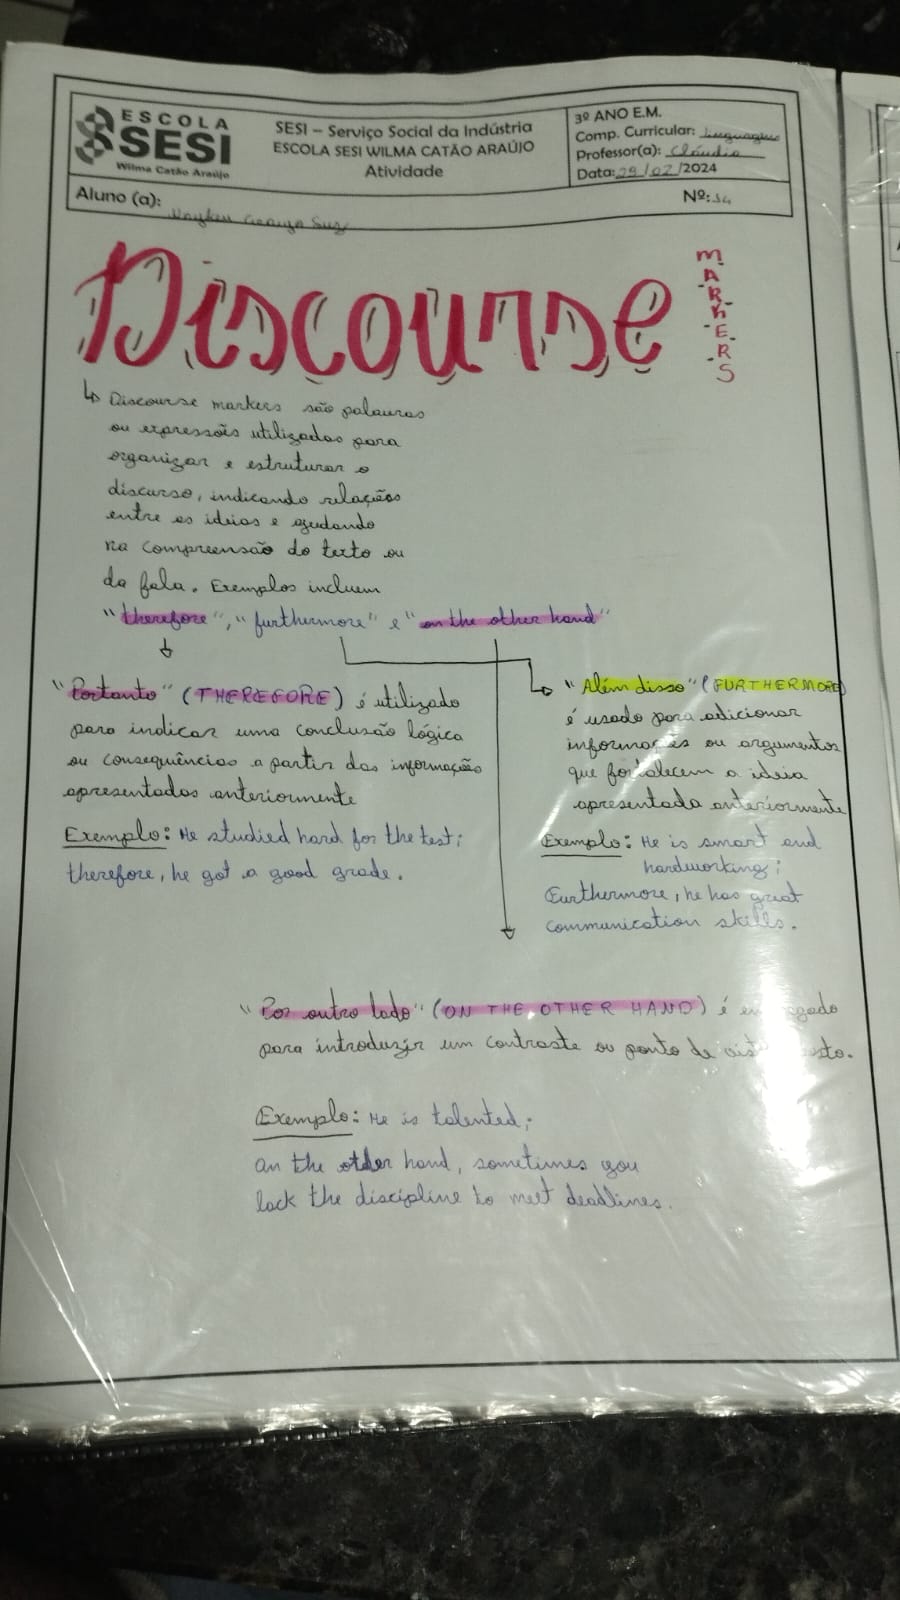 ESCOLA
SESI
Wilma Catão Araújo
SESI – Serviço Social da Indústria
ESCOLA SESI WILMA CATÃO ARAÚJO
Atividade
3º ANO E.M.
Comp. Curricular: Linguagens
Professor(a): Cláudia
Data: 29/02/2024
Aluno (a):
Nº: 14
Discourse
MARKERS
↳ Discourse markers são palavras
ou expressões utilizadas para
organizar e estruturar o
discurso, indicando relações
entre as ideias e ajudando
na compreensão do texto ou
da fala. Exemplos incluem
"therefore", "furthermore" e "on the other hand"
"Portanto" (THEREFORE) é utilizado
para indicar uma conclusão lógica
ou consequências a partir das informações
apresentadas anteriormente
Exemplo: He studied hard for the test;
therefore, he got a good grade.
"Além disso" (FURTHERMORE)
é usado para adicionar
informações ou argumentos
que fortalecem a ideia
apresentada anteriormente
Exemplo: He is smart and
hardworking;
Furthermore, he has great
communication skills.
"Por outro lado" (ON THE OTHER HAND) é
para introduzir um contraste ou ponto de
Exemplo: He is talented;
on the other hand, sometimes you
lack the discipline to meet deadlines.